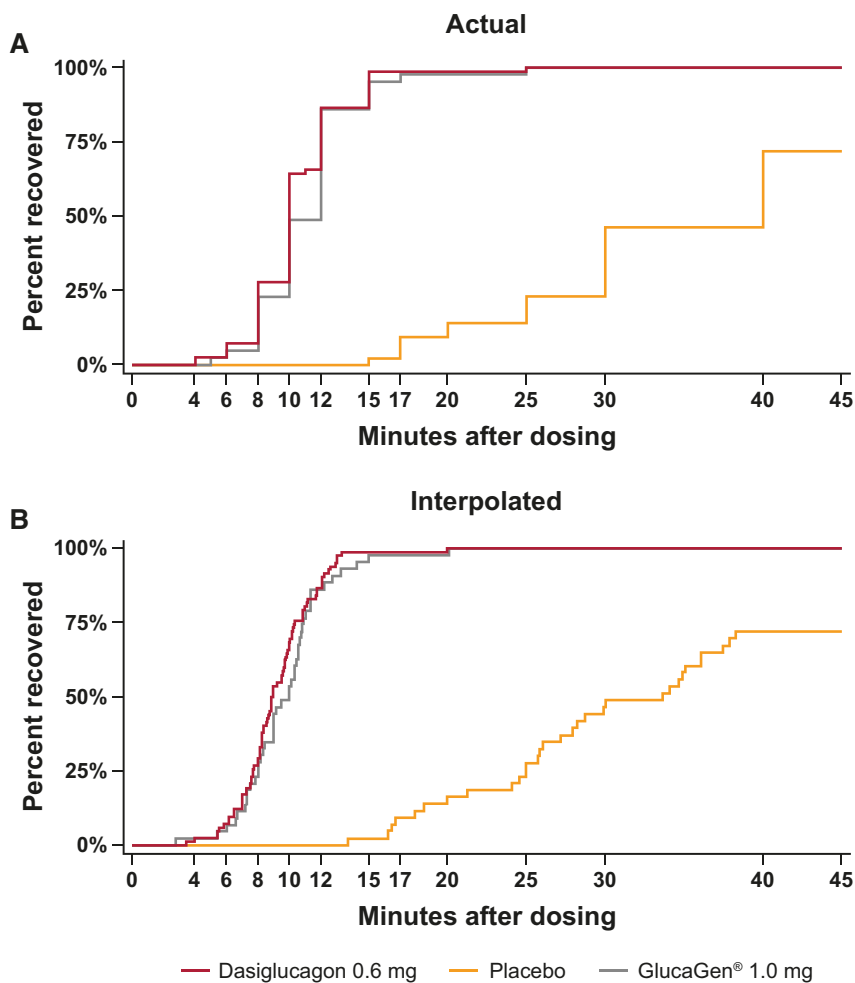 Actual
A
100%
75%
50%
25%
0%
Percent recovered
0 4 6 8 10 12 15 17 20 25 30 40 45
Minutes after dosing
Interpolated
B
100%
75%
50%
25%
0%
Percent recovered
0 4 6 8 10 12 15 17 20 25 30 40 45
Minutes after dosing
Dasiglucagon 0.6 mg Placebo GlucaGen® 1.0 mg